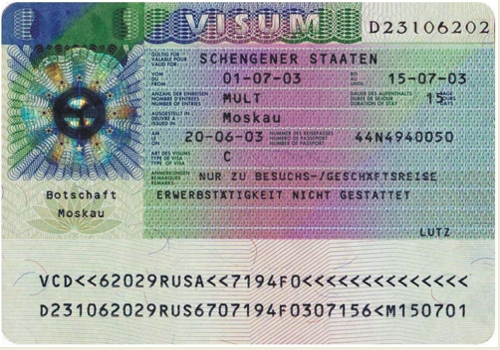 VISUM D23106202
GÜLTIG FÜR SCHENGENER STAATEN
VALABLE POUR
VALID FOR
VOM 01-07-03 BIS 15-07-03
DU AU
FROM
ANZAHL DER EINREISEN MULT DAUER DES AUFENTHALTS 15
NOMBRE D'ENTRÉES DURÉE DE SÉJOUR
NUMBER OF ENTRIES DURATION OF STAY
AUSGESTELLT IN Moskau
DÉLIVRÉ À
ISSUED IN
AM 20-06-03 NUMMER DES REISEPASSES 44N4940050
LE NUMÉRO DU PASSEPORT
ON NUMBER OF PASSPORT
ART DES VISUMS C
TYPE DE VISA
TYPE OF VISA
ANMERKUNGEN NUR ZU BESUCHS-/GESCHÄFTSREISE
REMARQUES
REMARKS
ERWERBSTÄTIGKEIT NICHT GESTATTET
Botschaft
Moskau
LUTZ
VCD<<62029RUSA<<7194F0<<<<<<<<<<<<<<
D231062029RUS6707194F0307156<M150701